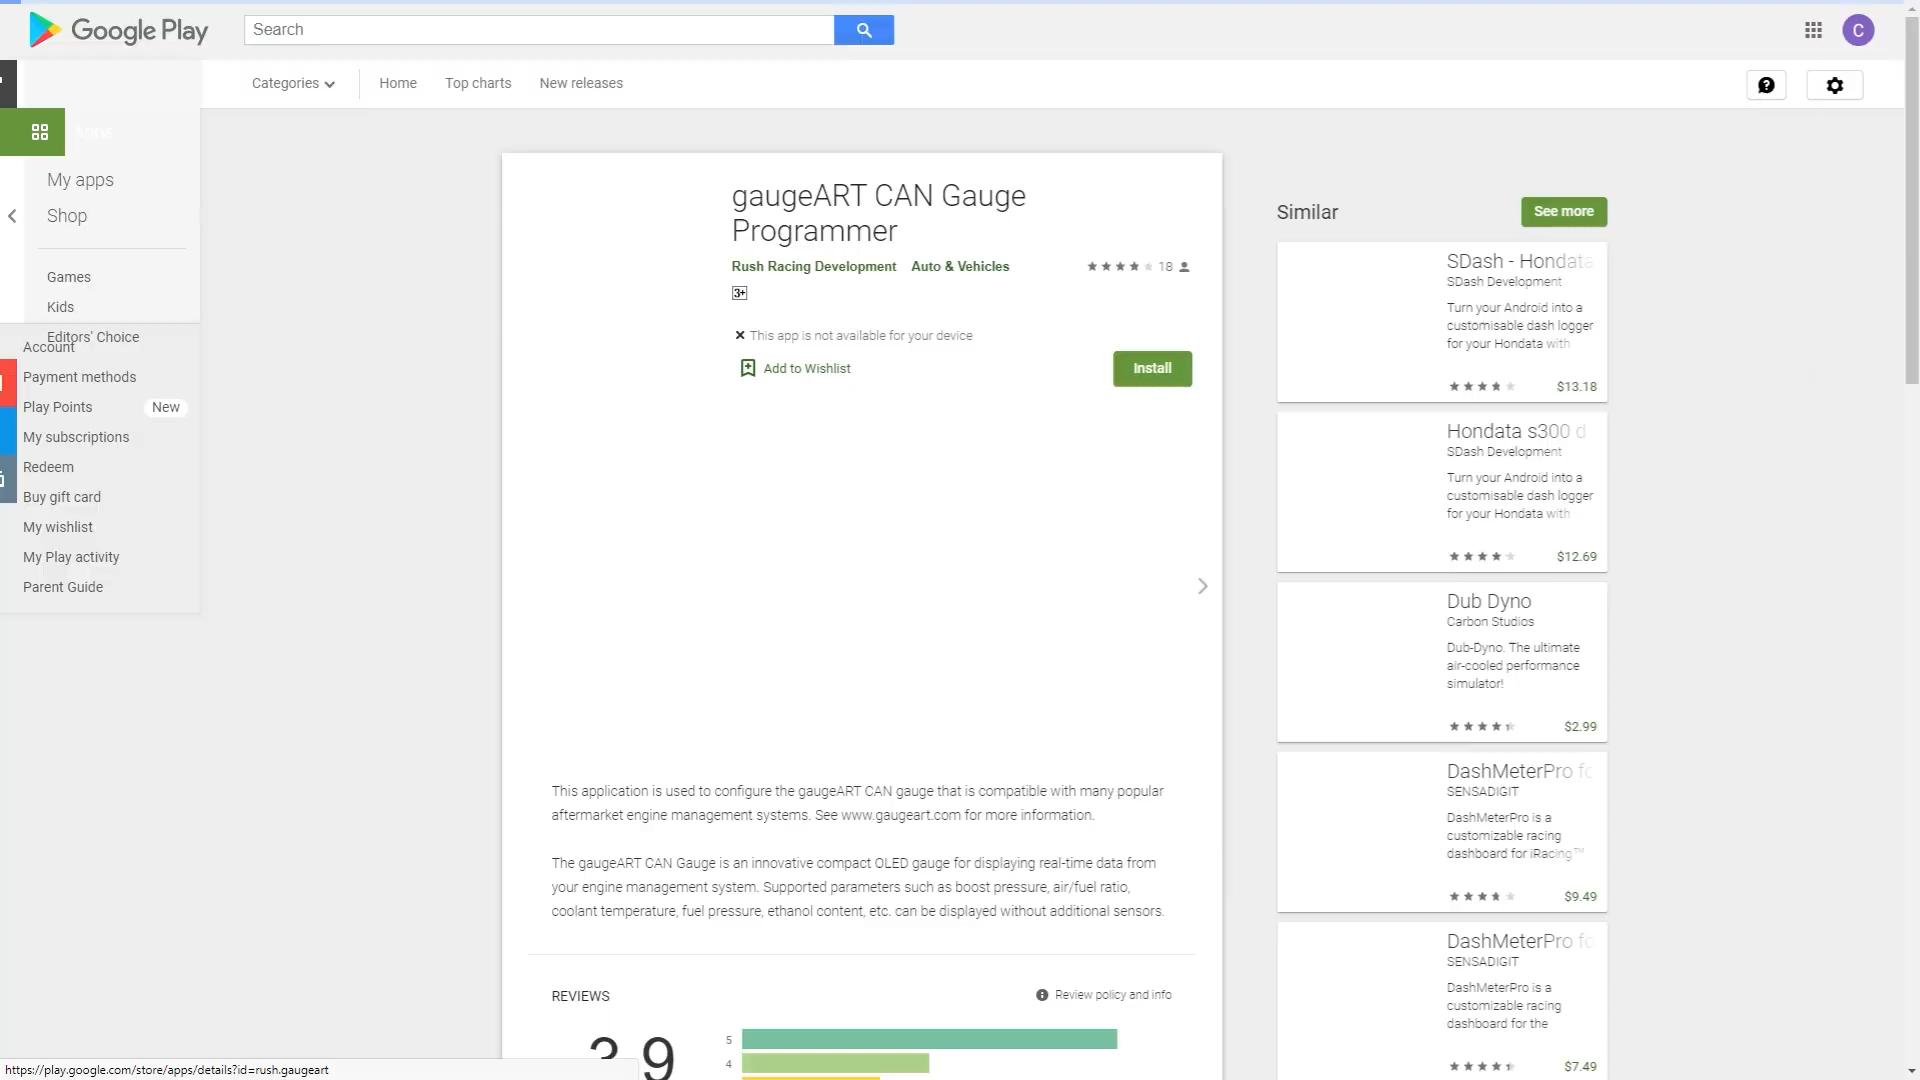 Google Play
Search
C
Categories
Home
Top charts
New releases
Apps
My apps
Shop
Games
Kids
Editors' Choice
Account
Payment methods
Play Points
New
My subscriptions
Redeem
Buy gift card
My wishlist
My Play activity
Parent Guide
gaugeART CAN Gauge
Programmer
Rush Racing Development
Auto & Vehicles
18
3+
This app is not available for your device
Add to Wishlist
Install
This application is used to configure the gaugeART CAN gauge that is compatible with many popular
aftermarket engine management systems. See www.gaugeart.com for more information.
The gaugeART CAN Gauge is an innovative compact OLED gauge for displaying real-time data from
your engine management system. Supported parameters such as boost pressure, air/fuel ratio,
coolant temperature, fuel pressure, ethanol content, etc. can be displayed without additional sensors.
REVIEWS
Review policy and info
3.9
5
4
Similar
See more
SDash - Hondata
SDash Development
Turn your Android into a
customisable dash logger
for your Hondata with
$13.18
Hondata s300 d
SDash Development
Turn your Android into a
customisable dash logger
for your Hondata with
$12.69
Dub Dyno
Carbon Studios
Dub-Dyno. The ultimate
air-cooled performance
simulator!
$2.99
DashMeterPro fo
SENSADIGIT
DashMeterPro is a
customizable racing
dashboard for iRacing™
$9.49
DashMeterPro fo
SENSADIGIT
DashMeterPro is a
customizable racing
dashboard for the
$7.49
https://play.google.com/store/apps/details?id=rush.gaugeart